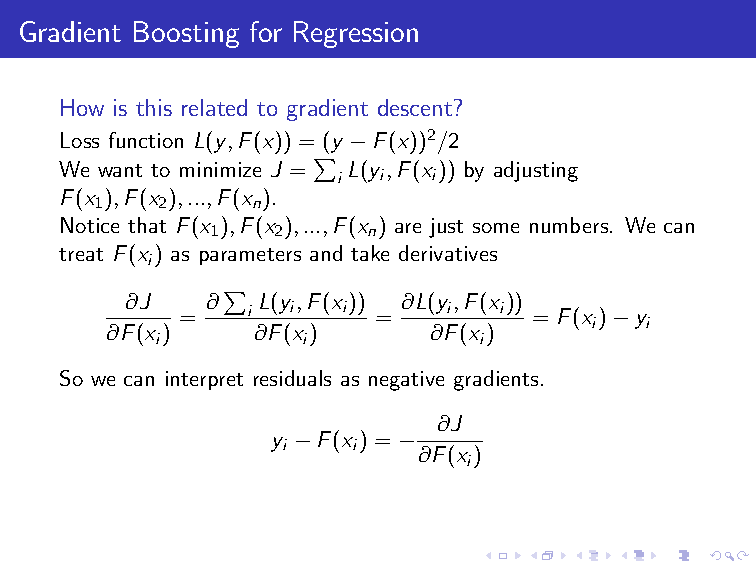 Gradient Boosting for Regression
How is this related to gradient descent?
Loss function L(y, F(x)) = (y − F(x))²/2
We want to minimize J = ∑ᵢ L(yᵢ, F(xᵢ)) by adjusting
F(x₁), F(x₂), ..., F(xₙ).
Notice that F(x₁), F(x₂), ..., F(xₙ) are just some numbers. We can
treat F(xᵢ) as parameters and take derivatives
∂J / ∂F(xᵢ) = ∂ ∑ᵢ L(yᵢ, F(xᵢ)) / ∂F(xᵢ) = ∂L(yᵢ, F(xᵢ)) / ∂F(xᵢ) = F(xᵢ) − yᵢ
So we can interpret residuals as negative gradients.
yᵢ − F(xᵢ) = − ∂J / ∂F(xᵢ)